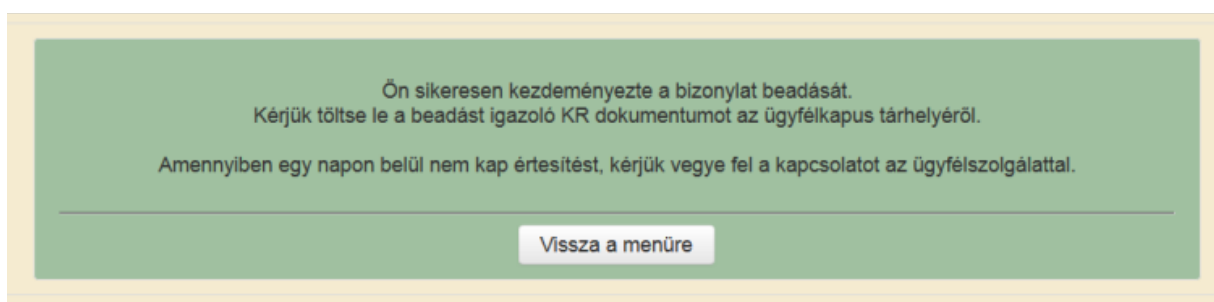 Ön sikeresen kezdeményezte a bizonylat beadását.
Kérjük töltse le a beadást igazoló KR dokumentumot az ügyfélkapus tárhelyéről.
Amennyiben egy napon belül nem kap értesítést, kérjük vegye fel a kapcsolatot az ügyfélszolgálattal.
Vissza a menüre